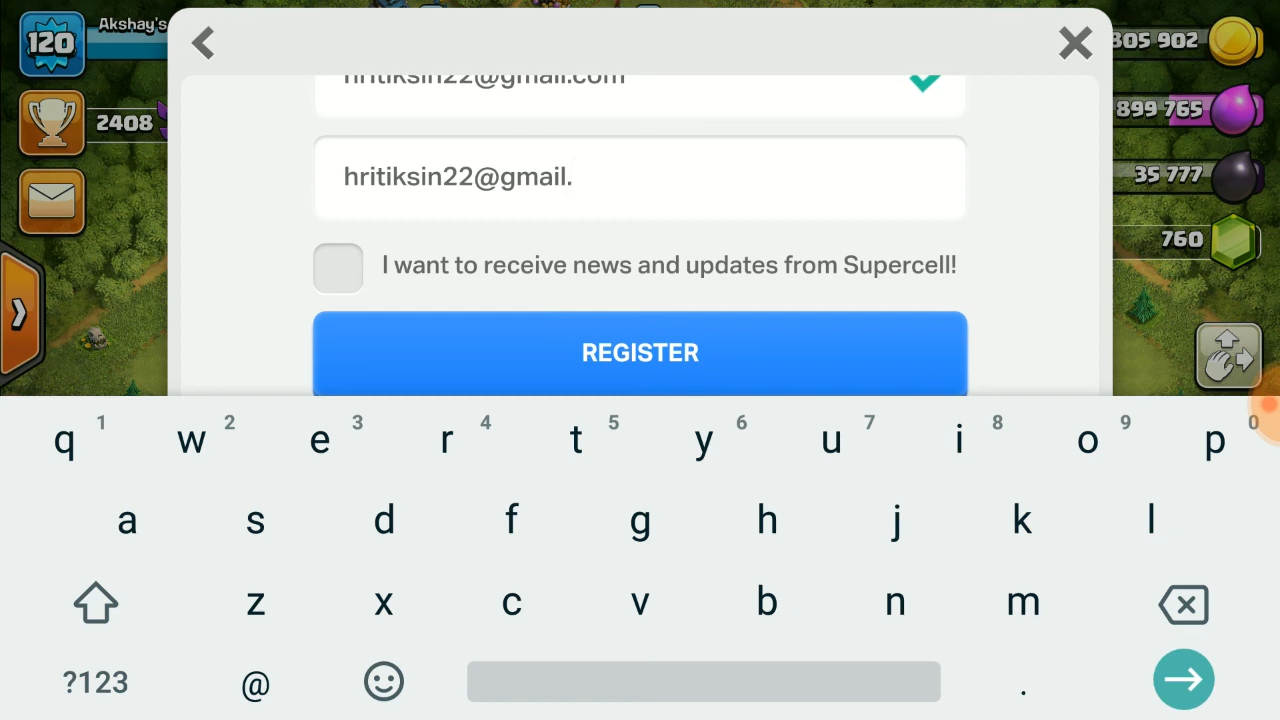 120
Akshay's
2408
305 902
899 765
35 777
760
hritiksin22@gmail.com
hritiksin22@gmail.
I want to receive news and updates from Supercell!
REGISTER
q 1 w 2 e 3 r 4 t 5 y 6 u 7 i 8 o 9 p 0
a s d f g h j k l
z x c v b n m
?123 @ .